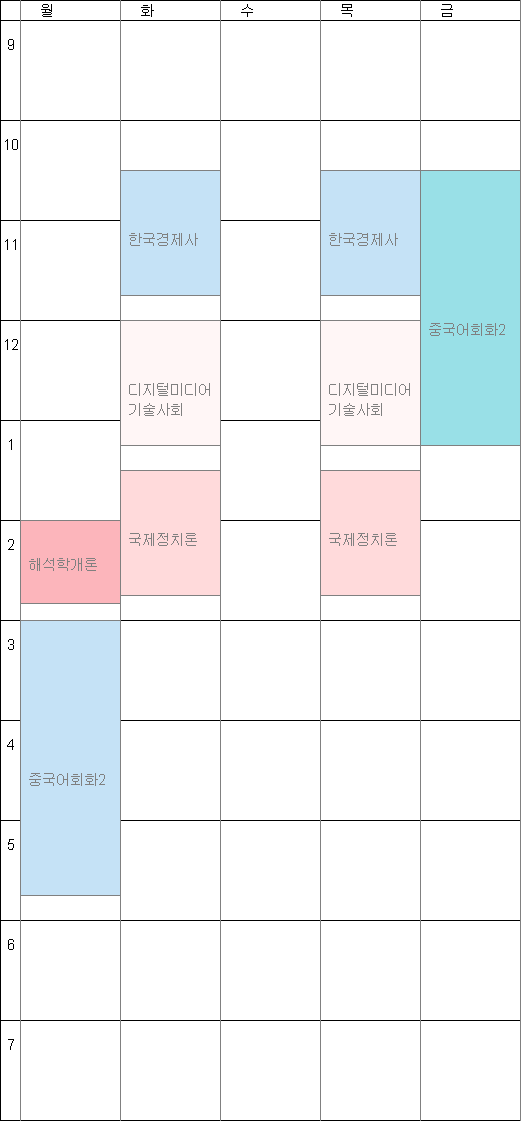 월 화 수 목 금
9
10
한국경제사 한국경제사
11
중국어회화2
12
디지털미디어 디지털미디어
기술사회 기술사회
1
국제정치론 국제정치론
2
해석학개론
3
4
중국어회화2
5
6
7